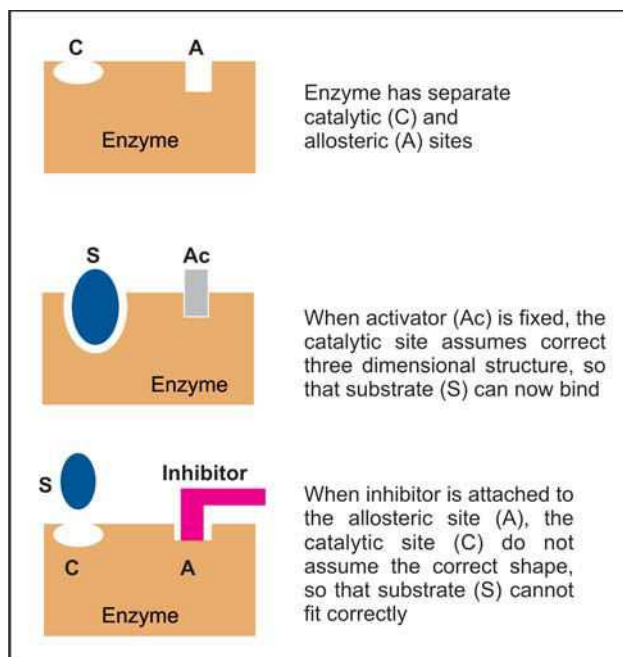 C A
Enzyme
Enzyme has separate
catalytic (C) and
allosteric (A) sites
S Ac
Enzyme
When activator (Ac) is fixed, the
catalytic site assumes correct
three dimensional structure, so
that substrate (S) can now bind
S Inhibitor
C A
Enzyme
When inhibitor is attached to
the allosteric site (A), the
catalytic site (C) do not
assume the correct shape,
so that substrate (S) cannot
fit correctly